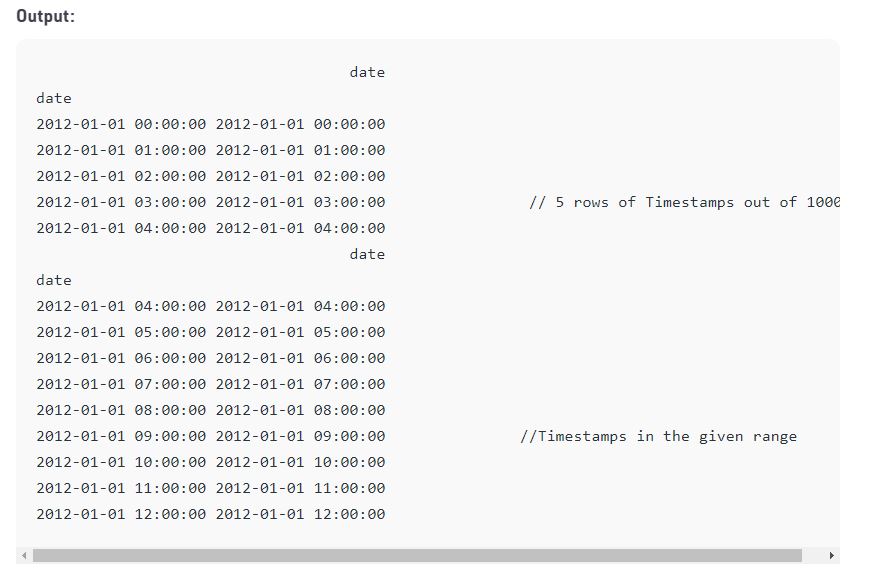 Output:
date
date
2012-01-01 00:00:00 2012-01-01 00:00:00
2012-01-01 01:00:00 2012-01-01 01:00:00
2012-01-01 02:00:00 2012-01-01 02:00:00
2012-01-01 03:00:00 2012-01-01 03:00:00 // 5 rows of Timestamps out of 1000
2012-01-01 04:00:00 2012-01-01 04:00:00
date
date
2012-01-01 04:00:00 2012-01-01 04:00:00
2012-01-01 05:00:00 2012-01-01 05:00:00
2012-01-01 06:00:00 2012-01-01 06:00:00
2012-01-01 07:00:00 2012-01-01 07:00:00
2012-01-01 08:00:00 2012-01-01 08:00:00
2012-01-01 09:00:00 2012-01-01 09:00:00 //Timestamps in the given range
2012-01-01 10:00:00 2012-01-01 10:00:00
2012-01-01 11:00:00 2012-01-01 11:00:00
2012-01-01 12:00:00 2012-01-01 12:00:00